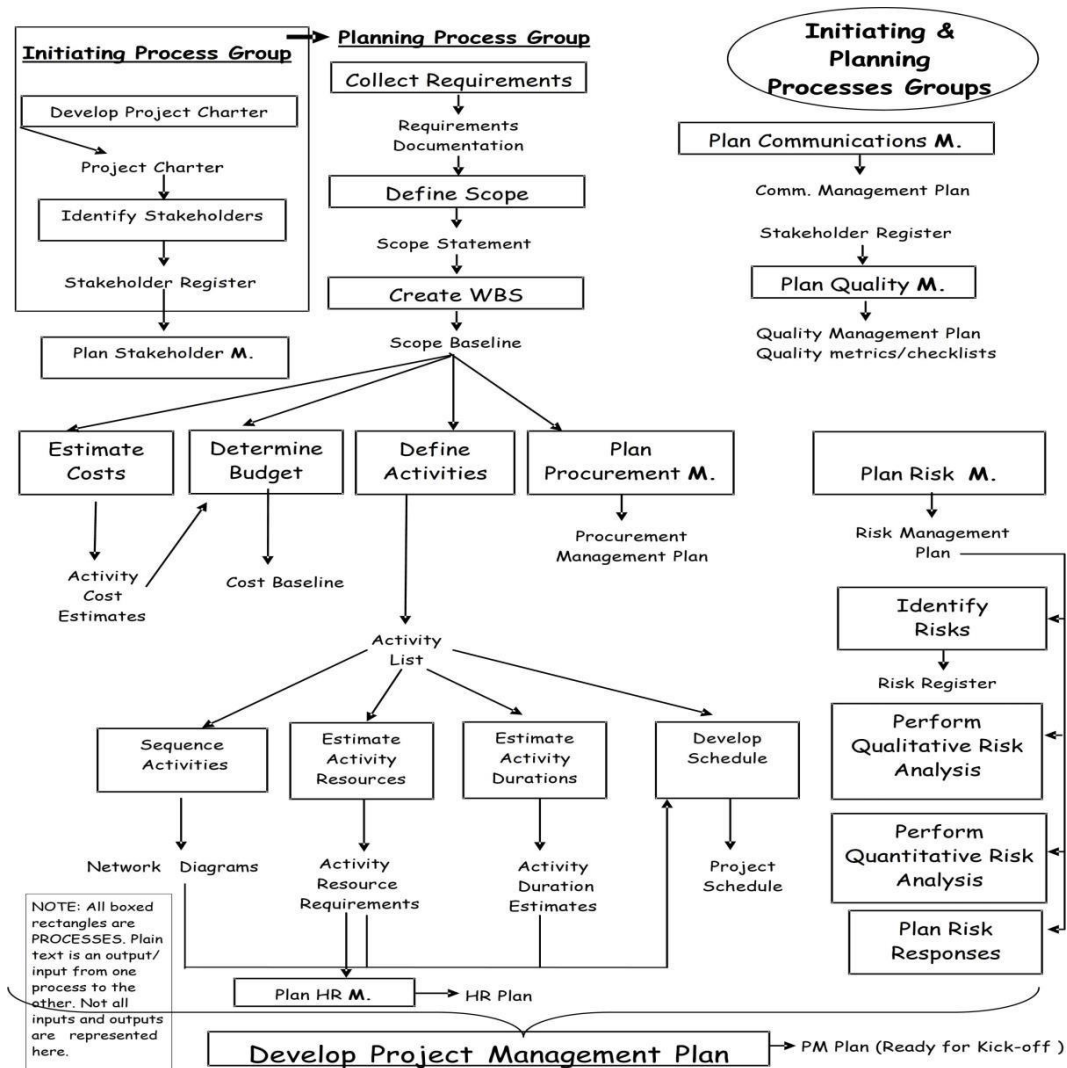 Initiating Process Group
Develop Project Charter
Project Charter
Identify Stakeholders
Stakeholder Register
Plan Stakeholder M.
Planning Process Group
Collect Requirements
Requirements
Documentation
Define Scope
Scope Statement
Create WBS
Scope Baseline
Initiating &
Planning
Processes Groups
Plan Communications M.
Comm. Management Plan
Stakeholder Register
Plan Quality M.
Quality Management Plan
Quality metrics/checklists
Estimate
Costs
Activity
Cost
Estimates
Determine
Budget
Cost Baseline
Define
Activities
Plan
Procurement M.
Procurement
Management Plan
Activity
List
Sequence
Activities
Network Diagrams
Estimate
Activity
Resources
Activity
Resource
Requirements
Estimate
Activity
Durations
Activity
Duration
Estimates
Develop
Schedule
Project
Schedule
Plan Risk M.
Risk Management
Plan
Identify
Risks
Risk Register
Perform
Qualitative Risk
Analysis
Perform
Quantitative Risk
Analysis
Plan Risk
Responses
NOTE: All boxed
rectangles are
PROCESSES. Plain
text is an output/
input from one
process to the
other. Not all
inputs and outputs
are represented
here.
Plan HR M.
HR Plan
Develop Project Management Plan
PM Plan (Ready for Kick-off )